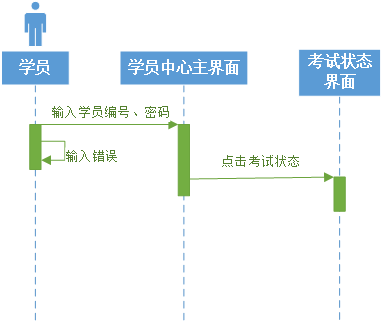 学员
学员中心主界面
考试状态
界面
输入学员编号、密码
输入错误
点击考试状态